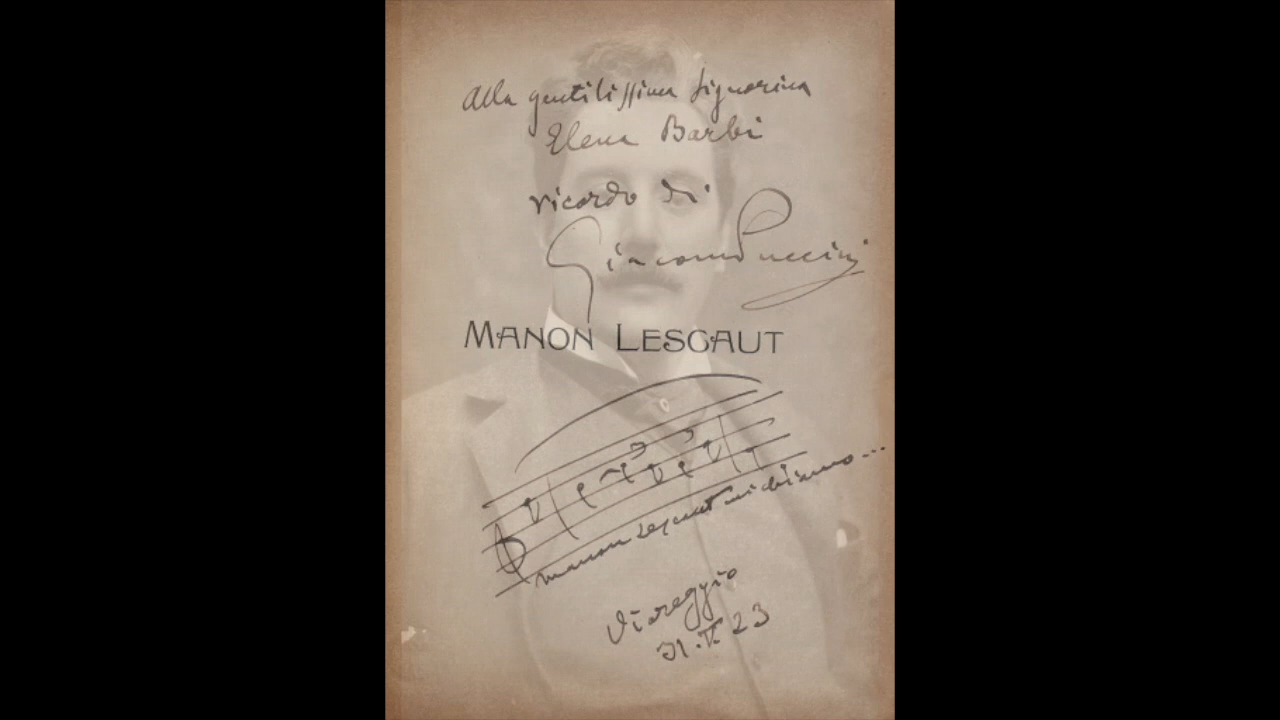 Alla gentilissima Signorina
Elena Barbi
ricordo di
Giacomo Puccini
MANON LESCAUT
manon Lescaut mi chiamo...
Viareggio